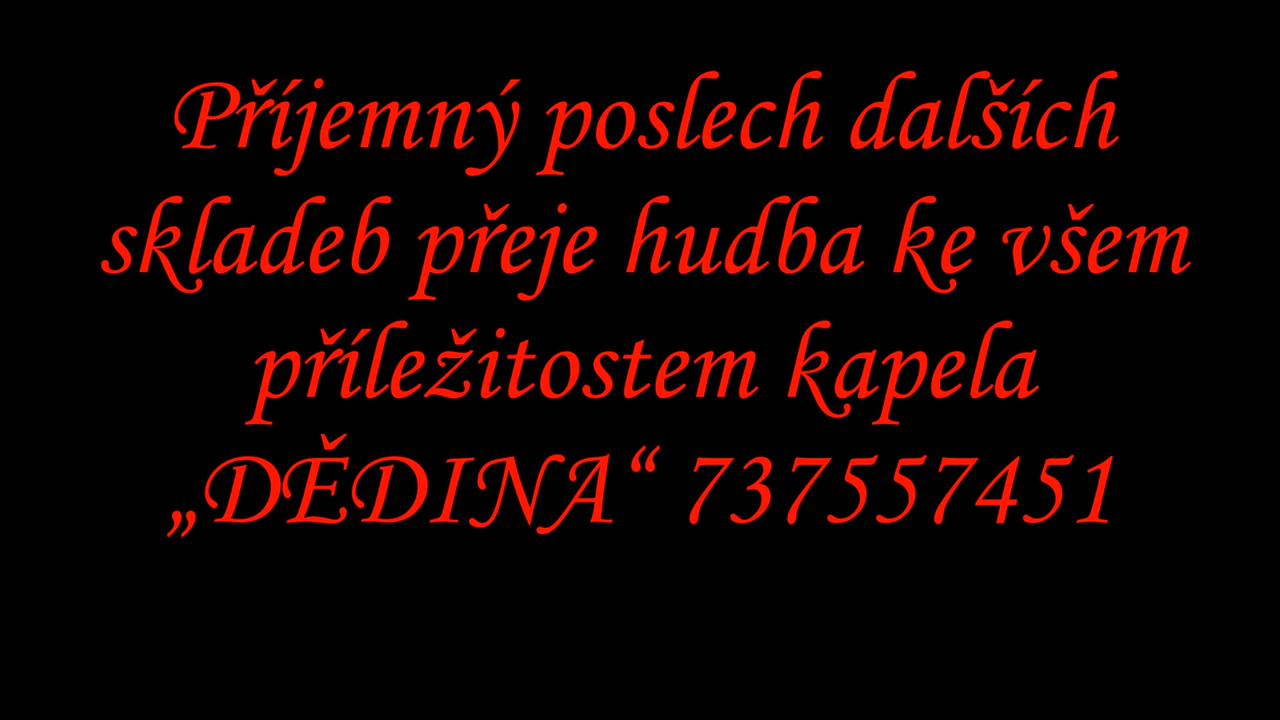 Příjemný poslech dalších
skladeb přeje hudba ke všem
příležitostem kapela
„DĚDINA“ 737557451